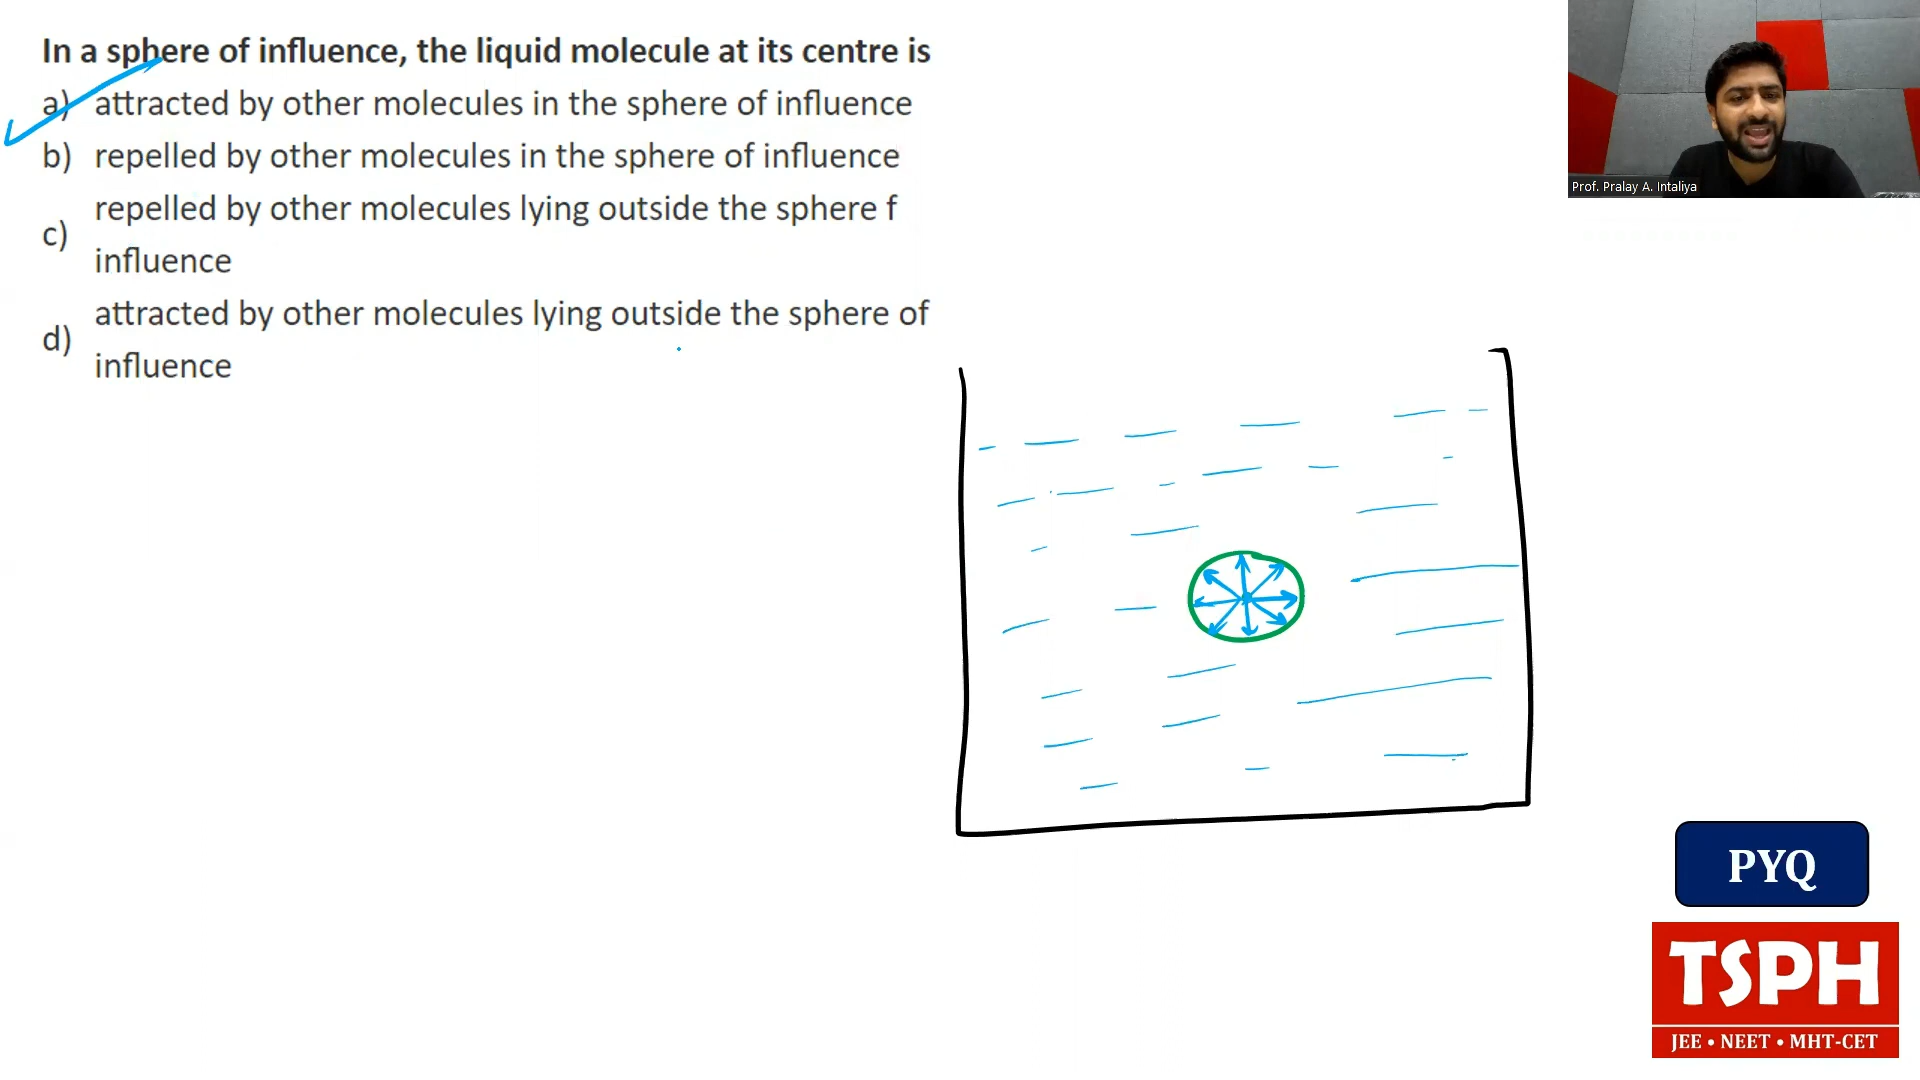 In a sphere of influence, the liquid molecule at its centre is
a) attracted by other molecules in the sphere of influence
b) repelled by other molecules in the sphere of influence
c) repelled by other molecules lying outside the sphere f
influence
d) attracted by other molecules lying outside the sphere of
influence
Prof. Pralay A. Intaliya
PYQ
TSPH
JEE • NEET • MHT-CET